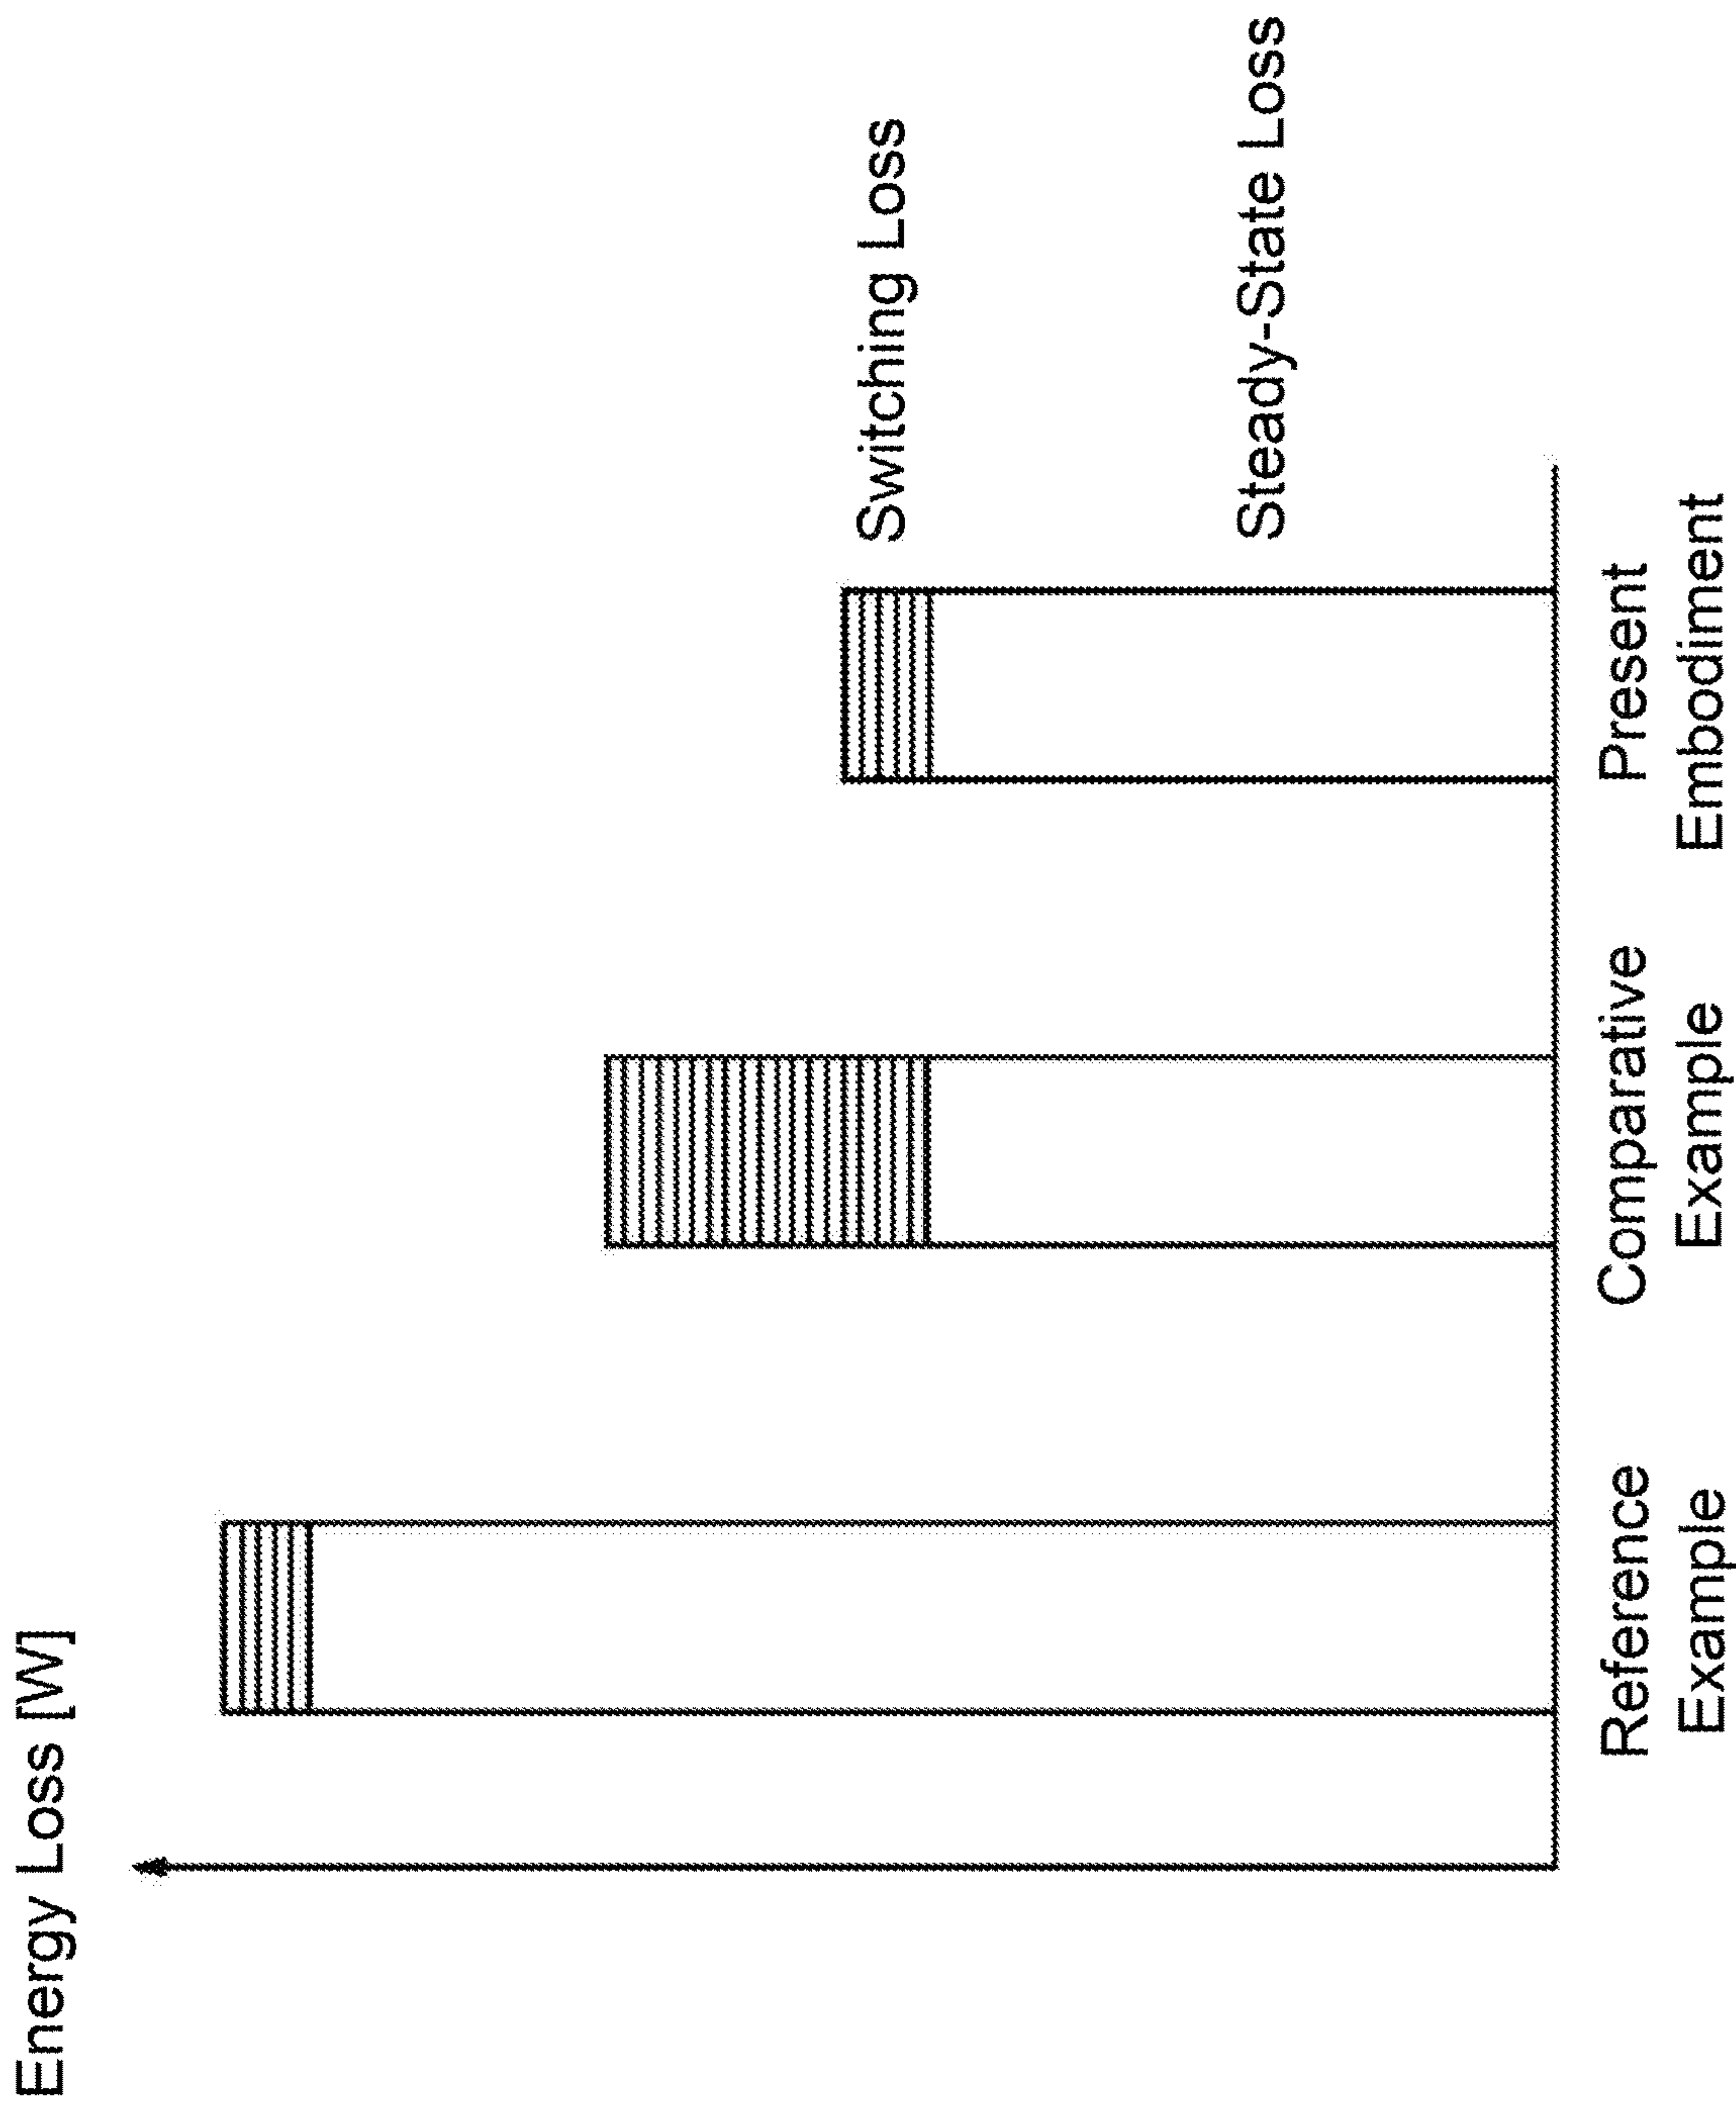 Energy Loss [W]
Switching Loss
Steady-State Loss
Reference
Example
Comparative
Example
Present
Embodiment